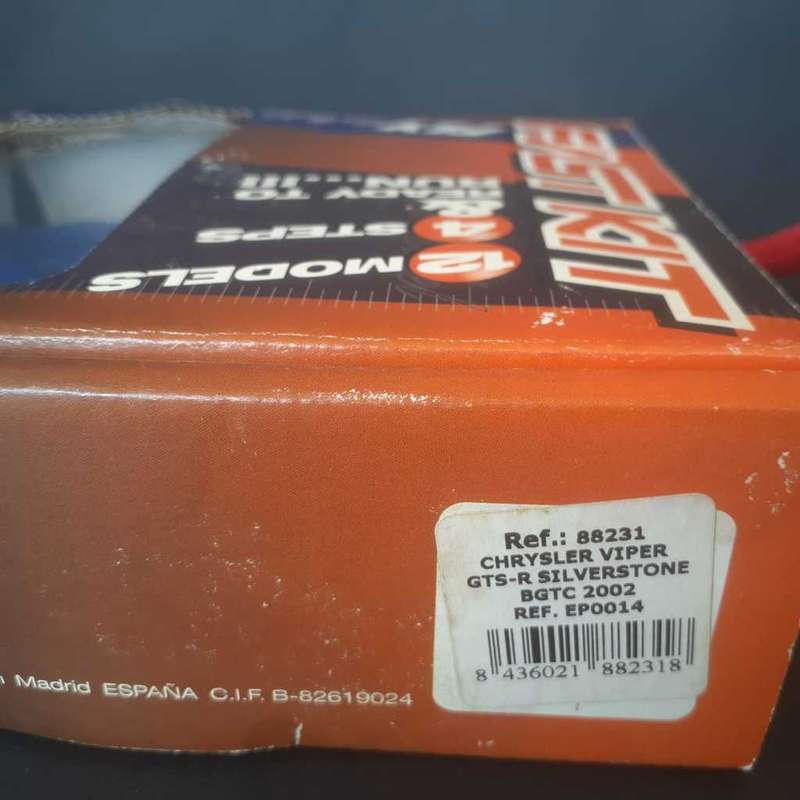 FASTKIT
12 MODELS
& 4 STEPS
READY TO
RUN...!!!
Ref.: 88231
CHRYSLER VIPER
GTS-R SILVERSTONE
BGTC 2002
REF. EP0014
8 436021 882318
Madrid ESPAÑA C.I.F. B-82619024